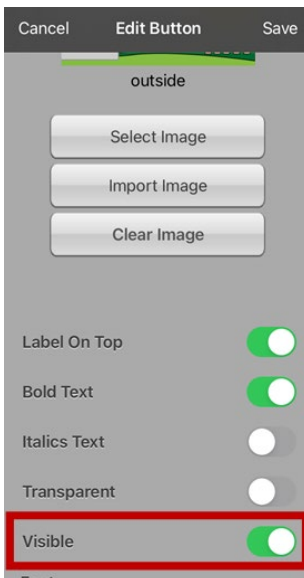 Cancel Edit Button Save
outside
Select Image
Import Image
Clear Image
Label On Top
Bold Text
Italics Text
Transparent
Visible